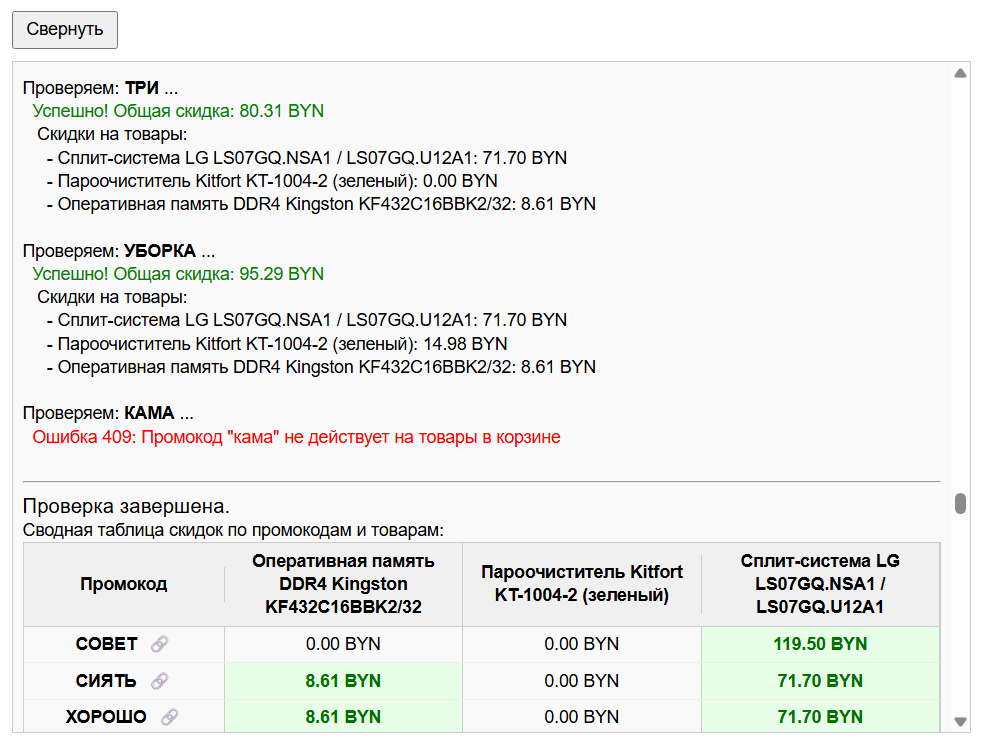 Свернуть
Проверяем: ТРИ ...
Успешно! Общая скидка: 80.31 BYN
Скидки на товары:
- Сплит-система LG LS07GQ.NSA1 / LS07GQ.U12A1: 71.70 BYN
- Пароочиститель Kitfort KT-1004-2 (зеленый): 0.00 BYN
- Оперативная память DDR4 Kingston KF432C16BBK2/32: 8.61 BYN
Проверяем: УБОРКА ...
Успешно! Общая скидка: 95.29 BYN
Скидки на товары:
- Сплит-система LG LS07GQ.NSA1 / LS07GQ.U12A1: 71.70 BYN
- Пароочиститель Kitfort KT-1004-2 (зеленый): 14.98 BYN
- Оперативная память DDR4 Kingston KF432C16BBK2/32: 8.61 BYN
Проверяем: КАМА ...
Ошибка 409: Промокод "кама" не действует на товары в корзине
Проверка завершена.
Сводная таблица скидок по промокодам и товарам:
Промокод
Оперативная память
DDR4 Kingston
KF432C16BBK2/32
Пароочиститель Kitfort
KT-1004-2 (зеленый)
Сплит-система LG
LS07GQ.NSA1 /
LS07GQ.U12A1
СОВЕТ 0.00 BYN 0.00 BYN 119.50 BYN
СИЯТЬ 8.61 BYN 0.00 BYN 71.70 BYN
ХОРОШО 8.61 BYN 0.00 BYN 71.70 BYN